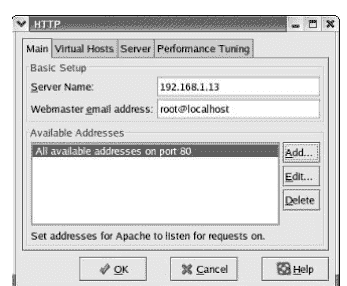 HTTP
Main Virtual Hosts Server Performance Tuning
Basic Setup
Server Name: 192.168.1.13
Webmaster email address: root@localhost
Available Addresses
All available addresses on port 80
Add...
Edit...
Delete
Set addresses for Apache to listen for requests on.
OK Cancel Help